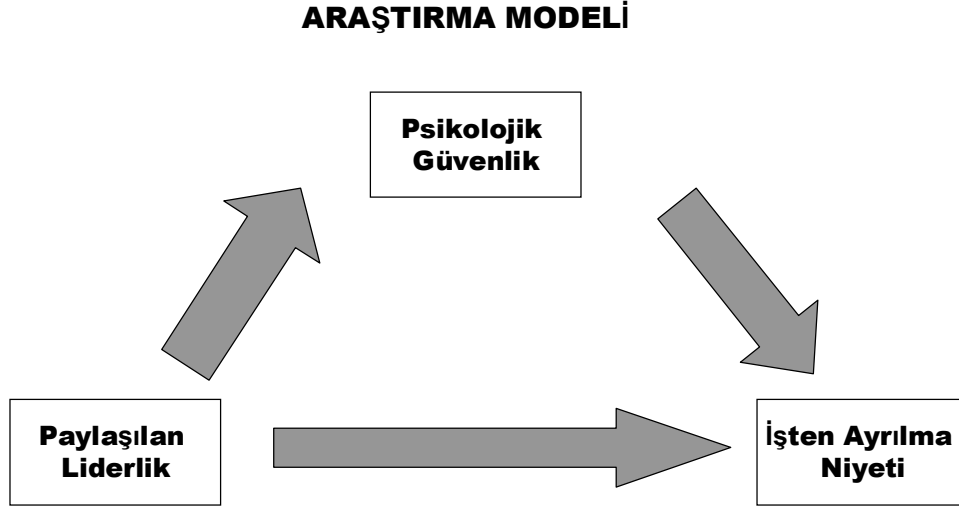 ARAŞTIRMA MODELİ
Psikolojik
Güvenlik
Paylaşılan
Liderlik
İşten Ayrılma
Niyeti